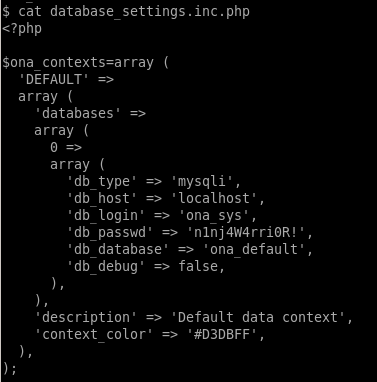 $ cat database_settings.inc.php
<?php

$ona_contexts=array (
  'DEFAULT' =>
  array (
    'databases' =>
    array (
      0 =>
      array (
        'db_type' => 'mysqli',
        'db_host' => 'localhost',
        'db_login' => 'ona_sys',
        'db_passwd' => 'n1nj4W4rri0R!',
        'db_database' => 'ona_default',
        'db_debug' => false,
      ),
    ),
    'description' => 'Default data context',
    'context_color' => '#D3DBFF',
  ),
);